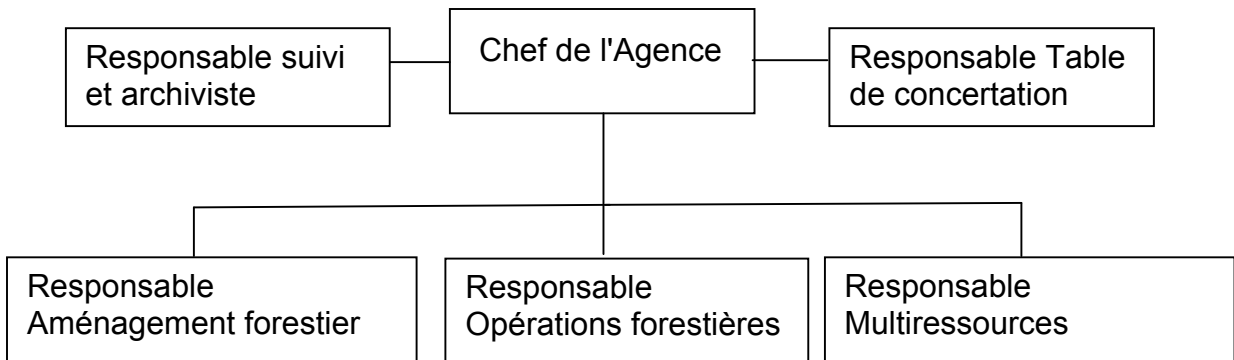 Responsable suivi
et archiviste
Chef de l'Agence
Responsable Table
de concertation
Responsable
Aménagement forestier
Responsable
Opérations forestières
Responsable
Multiressources